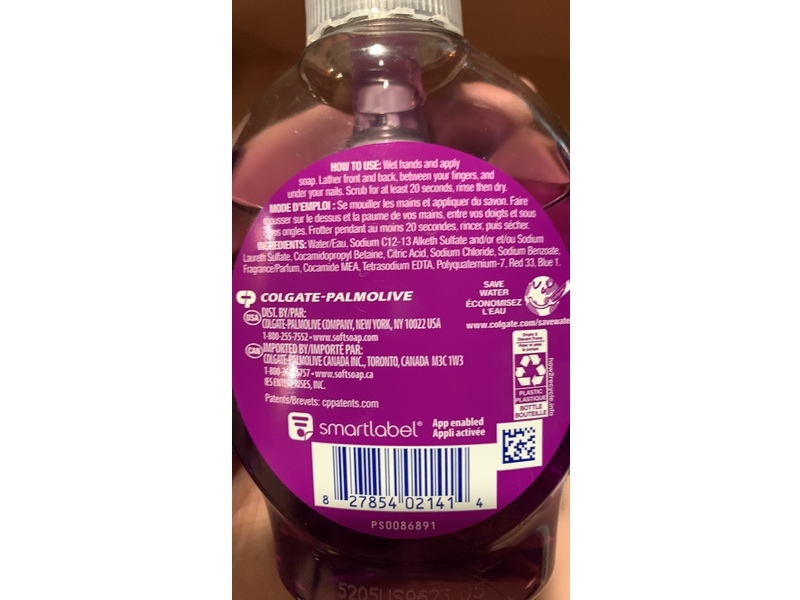 HOW TO USE: Wet hands and apply
soap. Lather front and back, between your fingers, and
under your nails. Scrub for at least 20 seconds, rinse then dry.
MODE D'EMPLOI : Se mouiller les mains et appliquer du savon. Faire
mousser sur le dessus et la paume de vos mains, entre vos doigts et sous
vos ongles. Frotter pendant au moins 20 secondes, rincer, puis sécher.
INGREDIENTS: Water/Eau, Sodium C12-13 Alketh Sulfate and/or et/ou Sodium
Laureth Sulfate, Cocamidopropyl Betaine, Citric Acid, Sodium Chloride, Sodium Benzoate,
Fragrance/Parfum, Cocamide MEA, Tetrasodium EDTA, Polyquaternium-7, Red 33, Blue 1.
SAVE
WATER
ÉCONOMISEZ
L'EAU
www.colgate.com/savewate
CP COLGATE-PALMOLIVE
USA DIST. BY/PAR:
COLGATE-PALMOLIVE COMPANY, NEW YORK, NY 10022 USA
1-800-255-7552 • www.softsoap.com
CAN IMPORTED BY/IMPORTÉ PAR:
COLGATE-PALMOLIVE CANADA INC., TORONTO, CANADA M3C 1W3
5757 • www.softsoap.ca
IES ENTERPRISES, INC.
Patents/Brevets: cppatents.com
Empty &
PLASTIC
PLASTIQUE
BOTTLE
BOUTEILLE
how2recycle.info
smartlabel®
App enabled
Appli activée
8 27854 02141 4
PS0086891